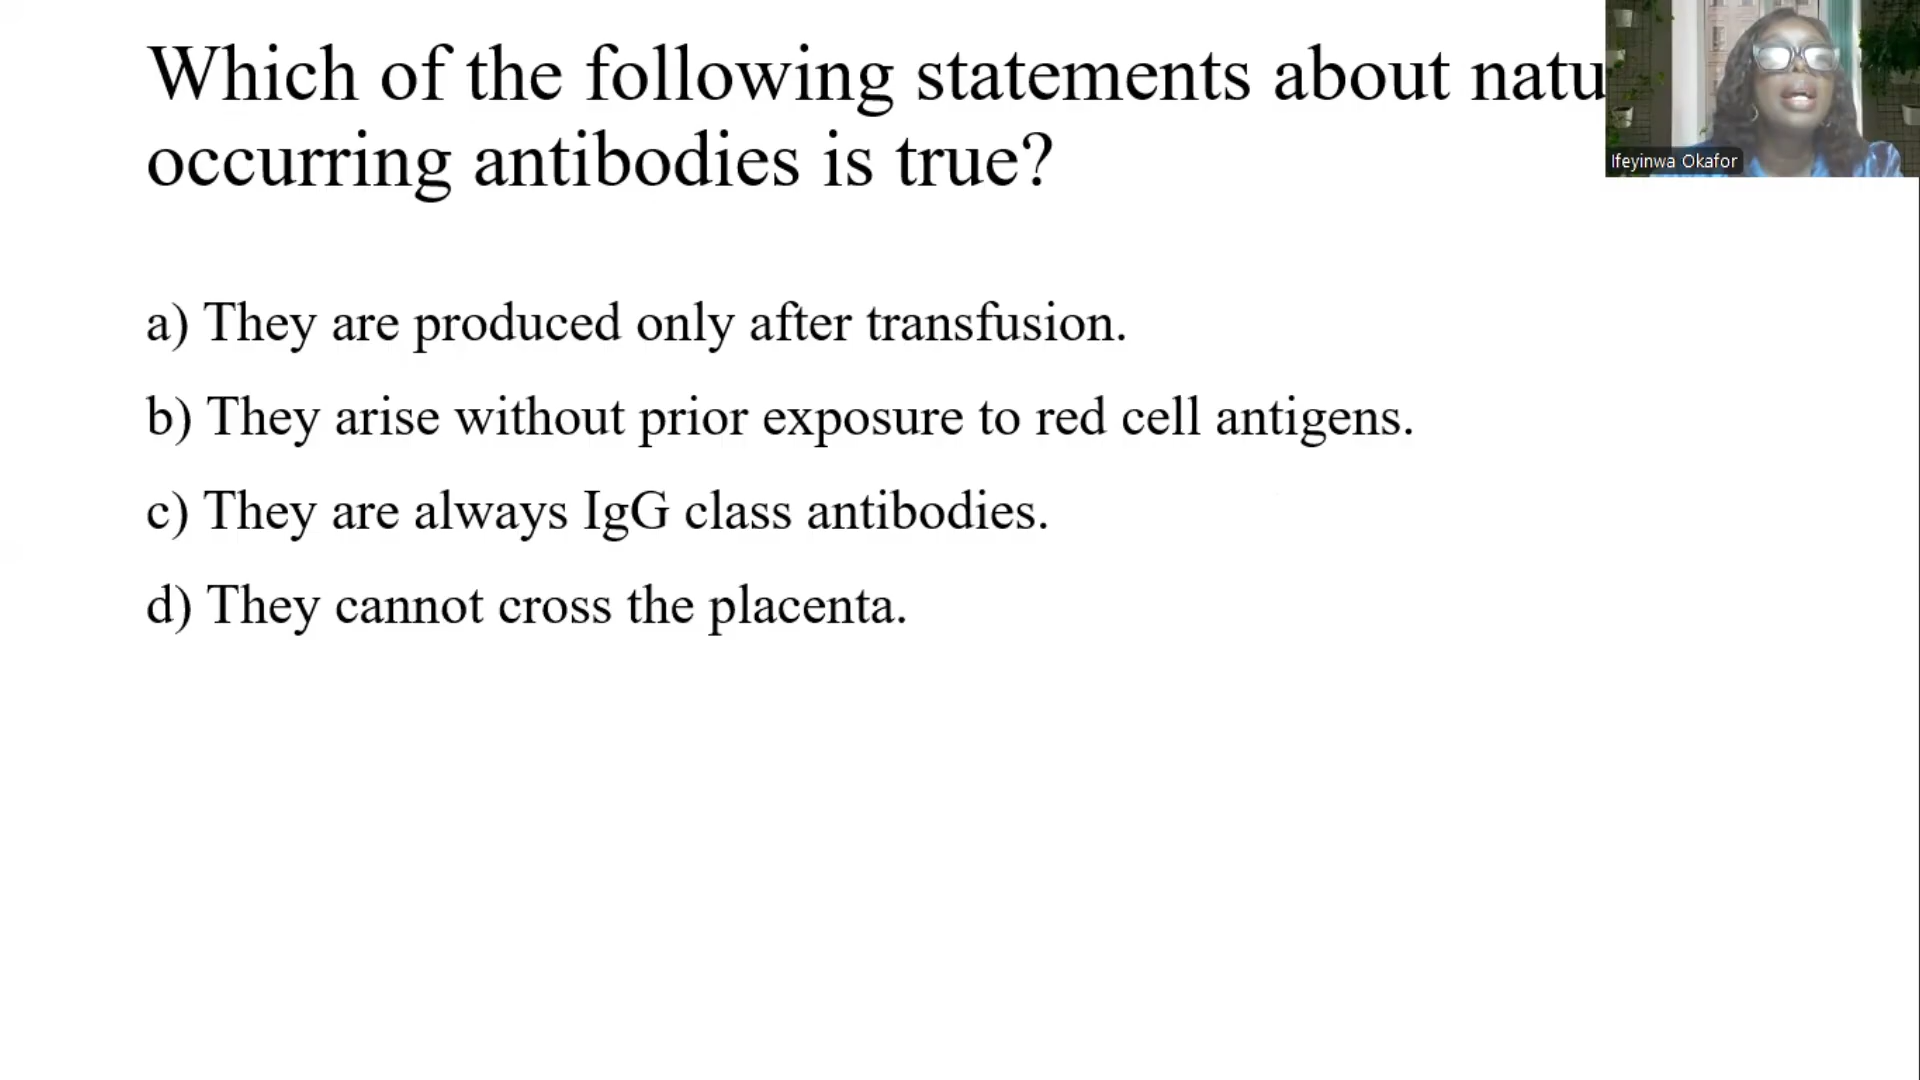 Which of the following statements about natu
occurring antibodies is true?
Ifeyinwa Okafor
a) They are produced only after transfusion.
b) They arise without prior exposure to red cell antigens.
c) They are always IgG class antibodies.
d) They cannot cross the placenta.